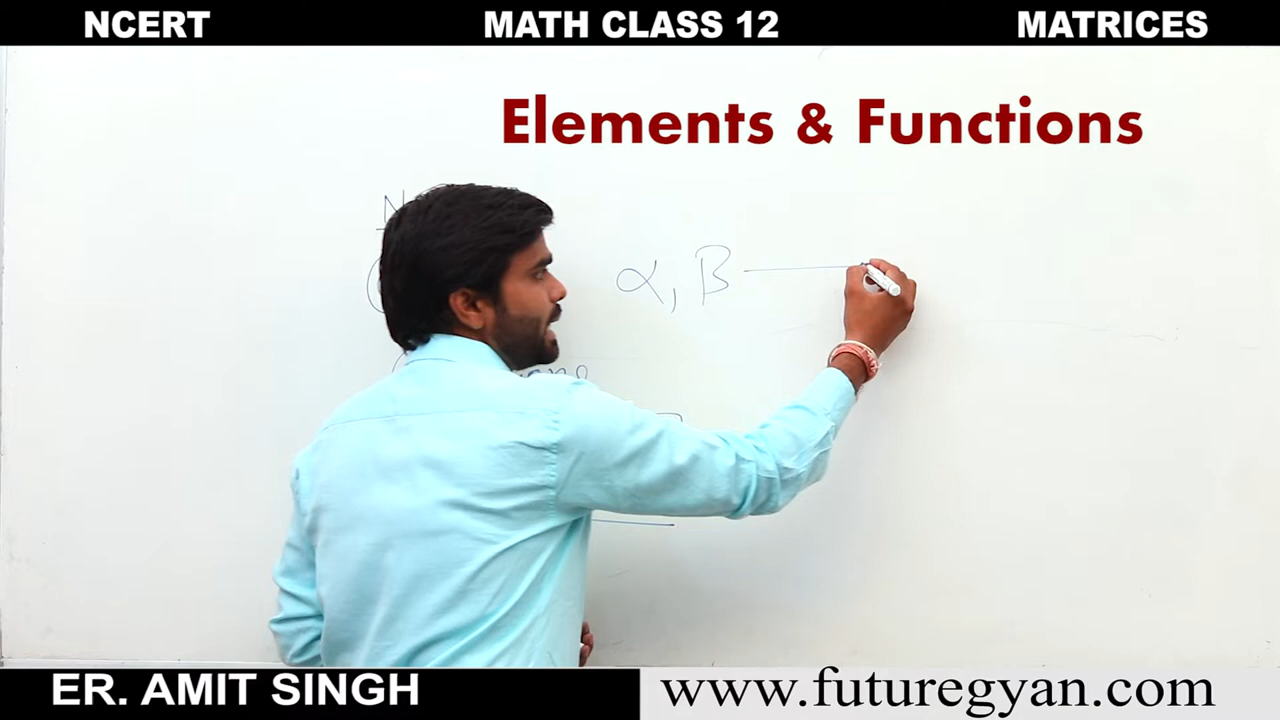 NCERT MATH CLASS 12 MATRICES
Elements & Functions
α, β
ER. AMIT SINGH www.futuregyan.com